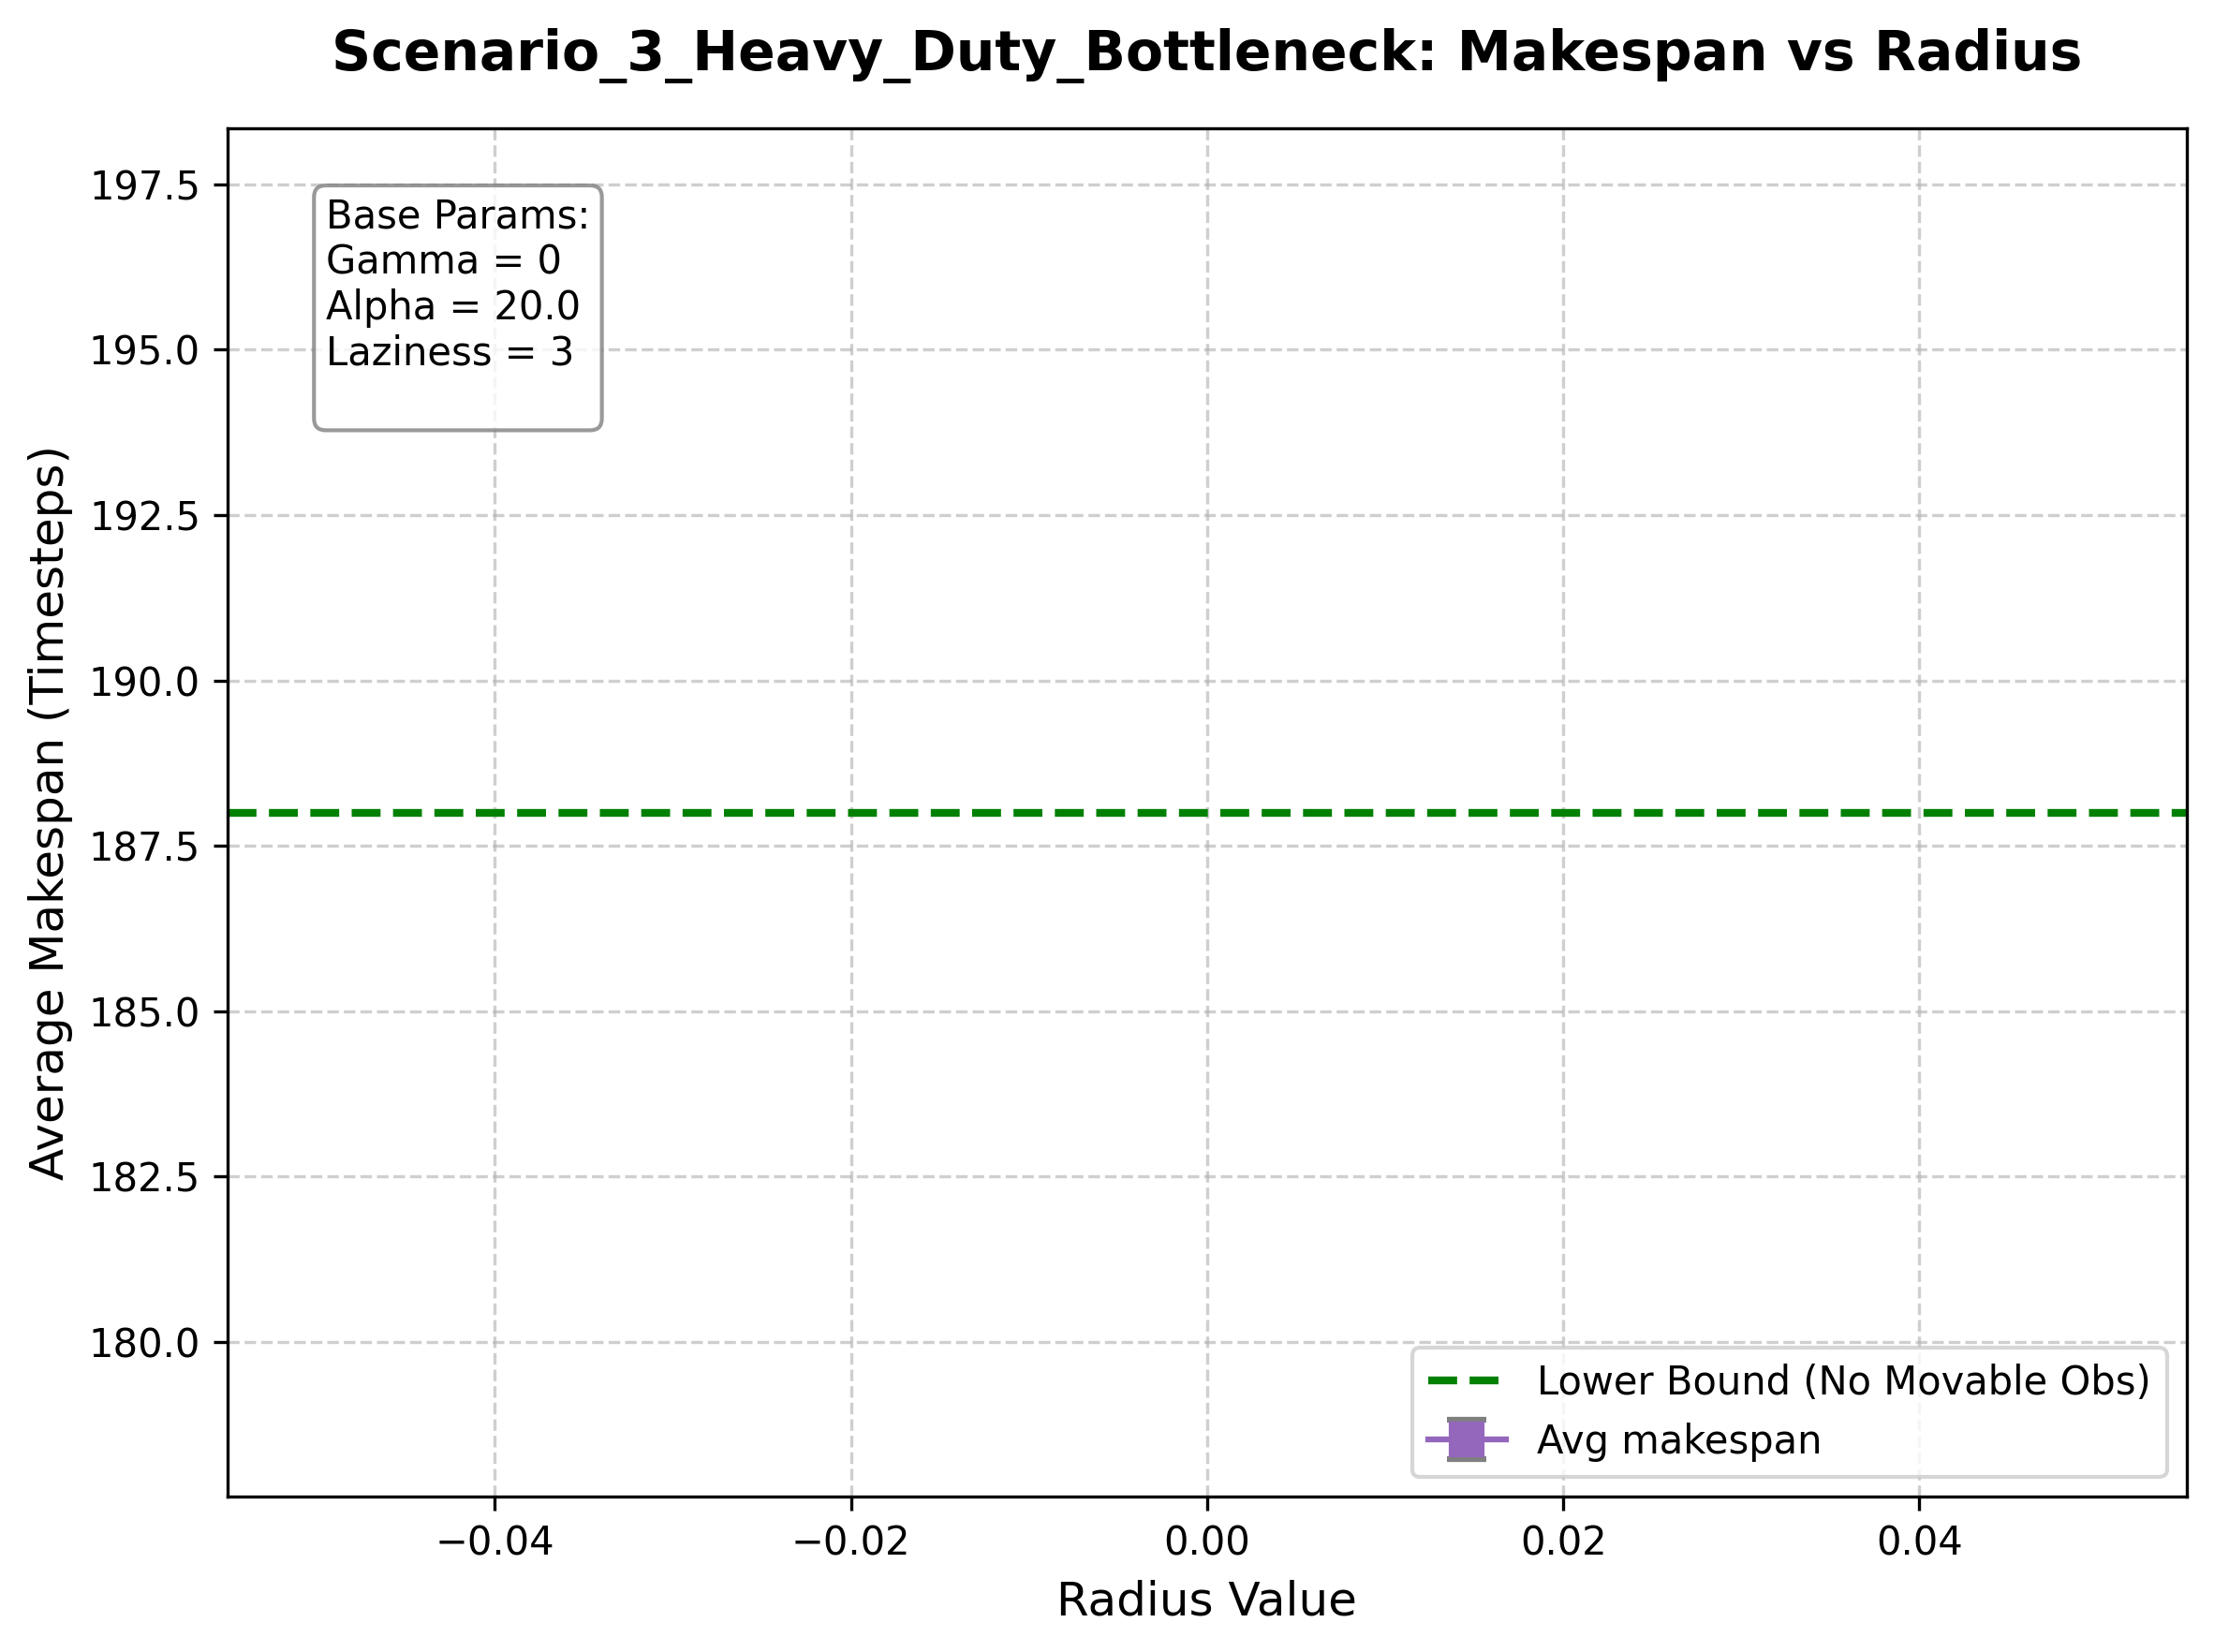 Scenario_3_Heavy_Duty_Bottleneck: Makespan vs Radius
Average Makespan (Timesteps)
197.5
195.0
192.5
190.0
187.5
185.0
182.5
180.0
Base Params:
Gamma = 0
Alpha = 20.0
Laziness = 3
Lower Bound (No Movable Obs)
Avg makespan
−0.04
−0.02
0.00
0.02
0.04
Radius Value